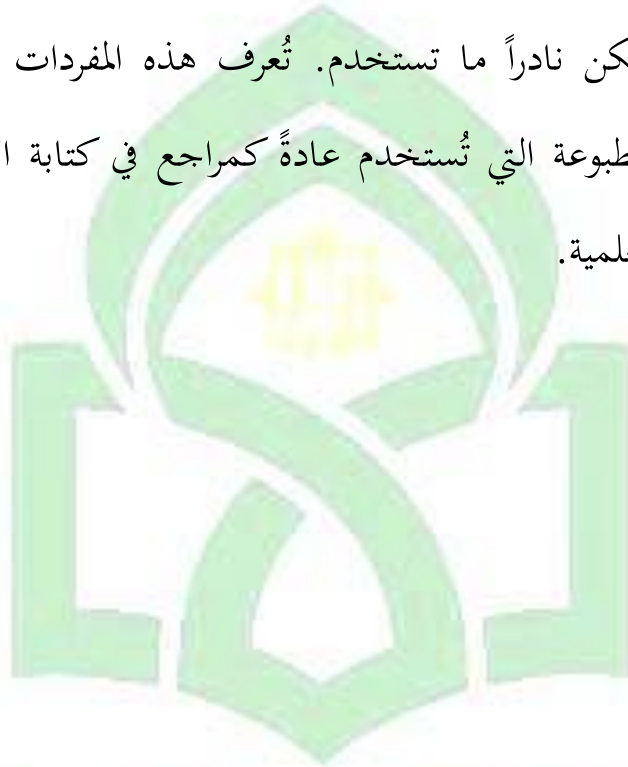 كن نادراً ما تستخدم. تُعرف هذه المفردات
طبوعة التي تُستخدم عادةً كمراجع في كتابة ا
علمية.